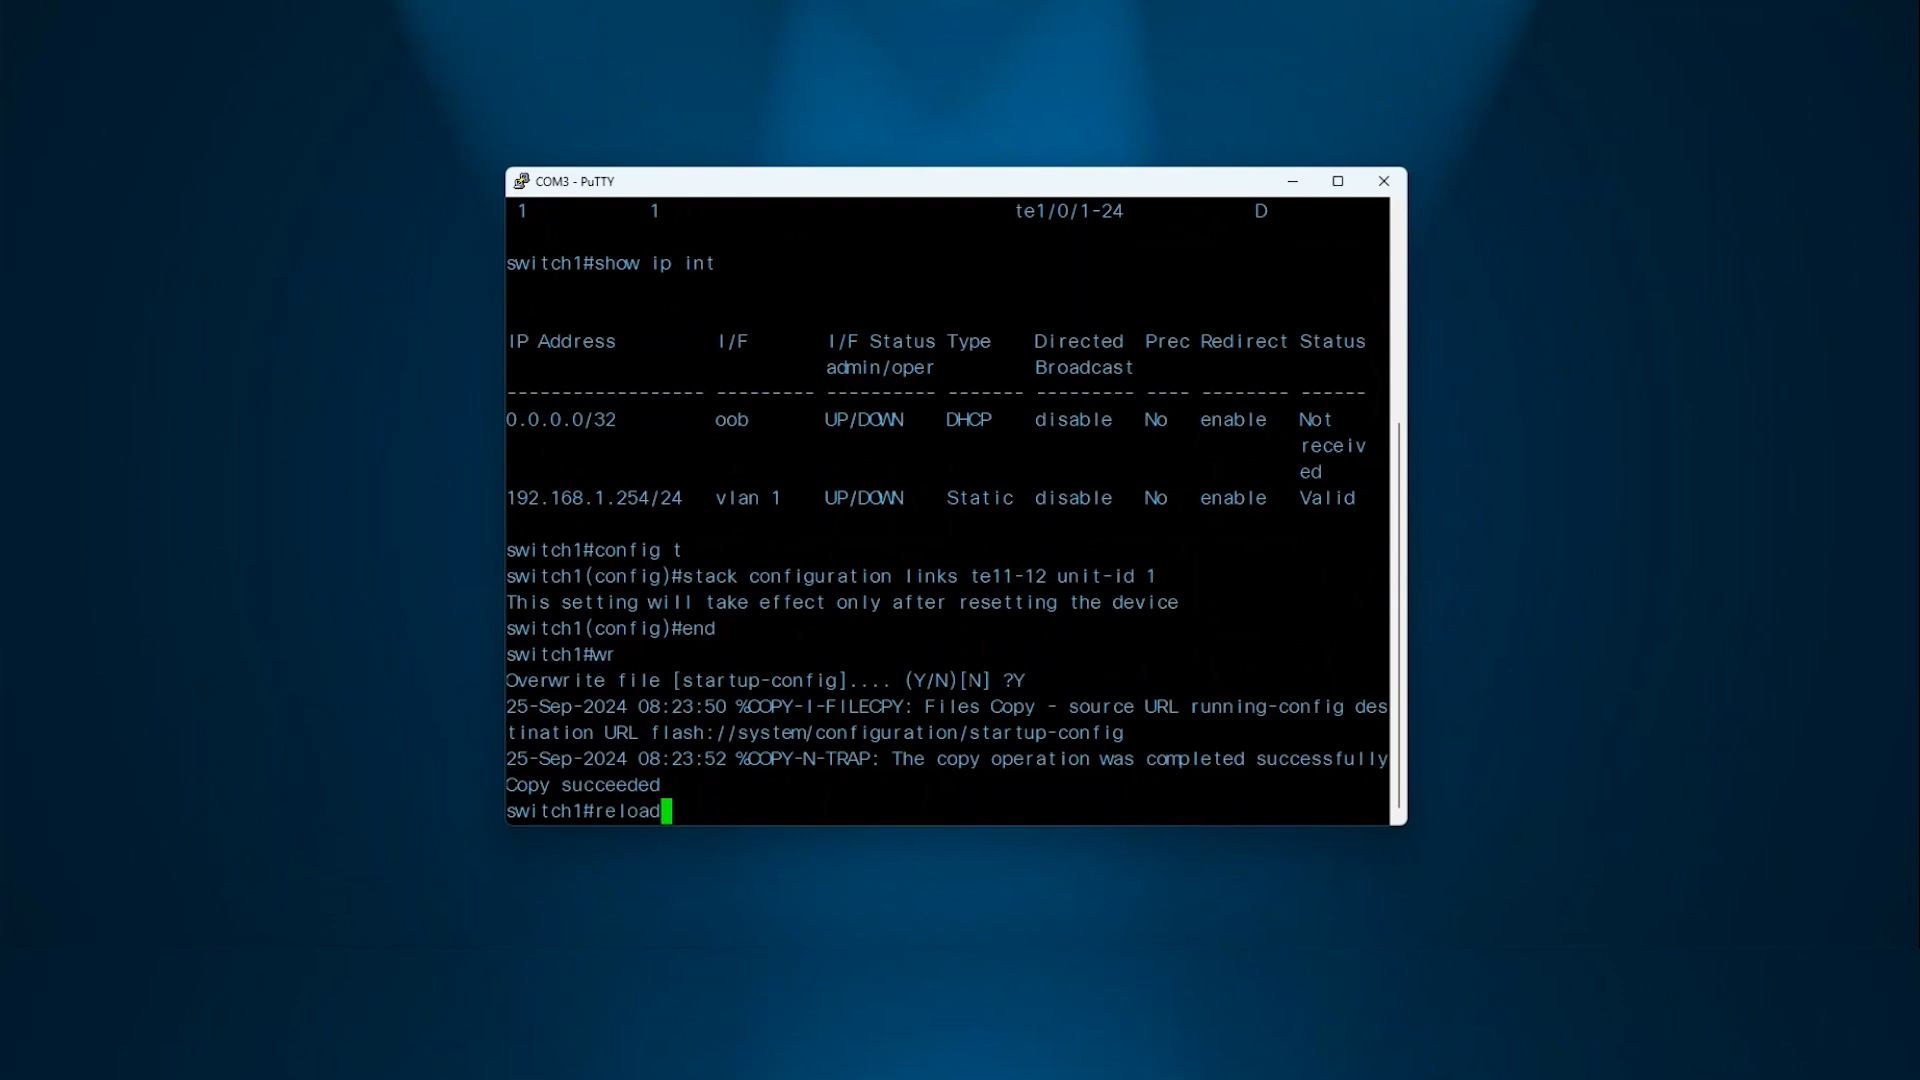 COM3 - PuTTY
1 1 te1/0/1-24 D
switch1#show ip int
IP Address I/F I/F Status Type Directed Prec Redirect Status
admin/oper Broadcast
------------------ --------- ---------- ------- --------- ---- -------- ------
0.0.0.0/32 oob UP/DOWN DHCP disable No enable Not
receiv
ed
192.168.1.254/24 vlan 1 UP/DOWN Static disable No enable Valid
switch1#config t
switch1(config)#stack configuration links te11-12 unit-id 1
This setting will take effect only after resetting the device
switch1(config)#end
switch1#wr
Overwrite file [startup-config].... (Y/N)[N] ?Y
25-Sep-2024 08:23:50 %COPY-I-FILECPY: Files Copy - source URL running-config des
tination URL flash://system/configuration/startup-config
25-Sep-2024 08:23:52 %COPY-N-TRAP: The copy operation was completed successfully
Copy succeeded
switch1#reload